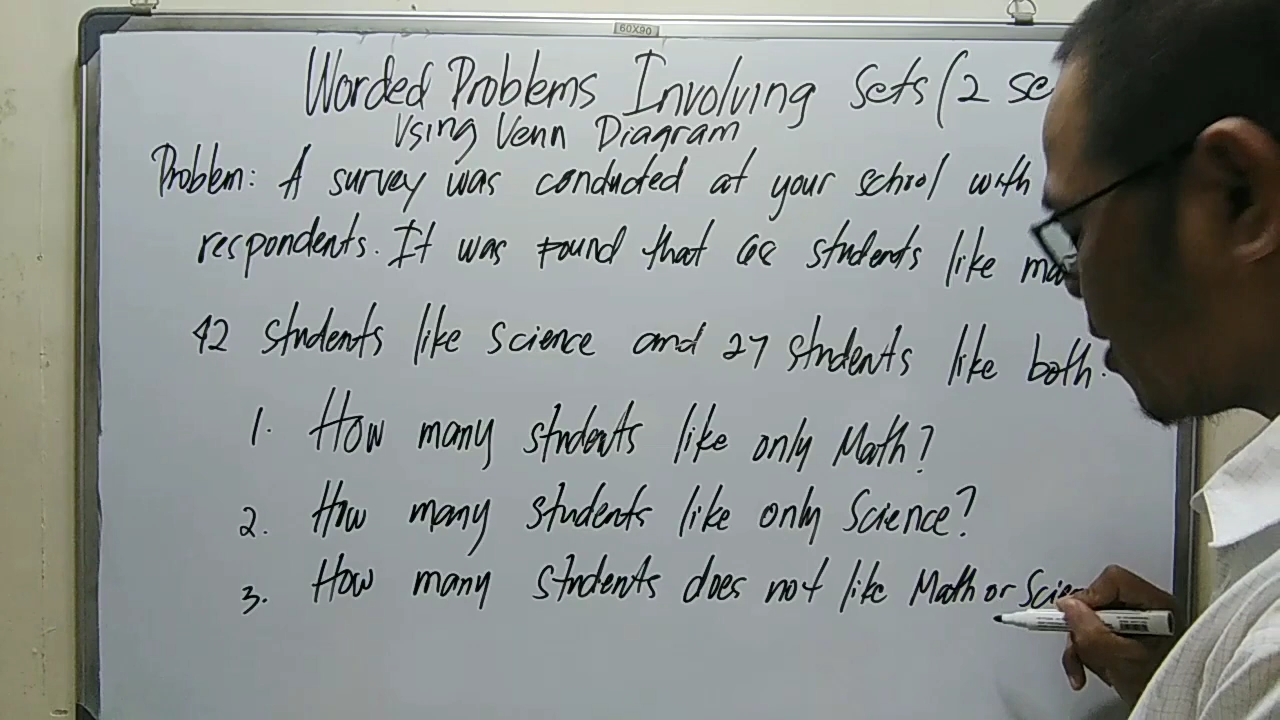 60X90
Worded Problems Involving Sets (2 se
Using Venn Diagram
Problem: A survey was conducted at your school with
respondents. It was found that students like ma
42 students like science and 27 students like both.
1. How many students like only Math?
2. How many students like only Science?
3. How many students does not like Math or Scien